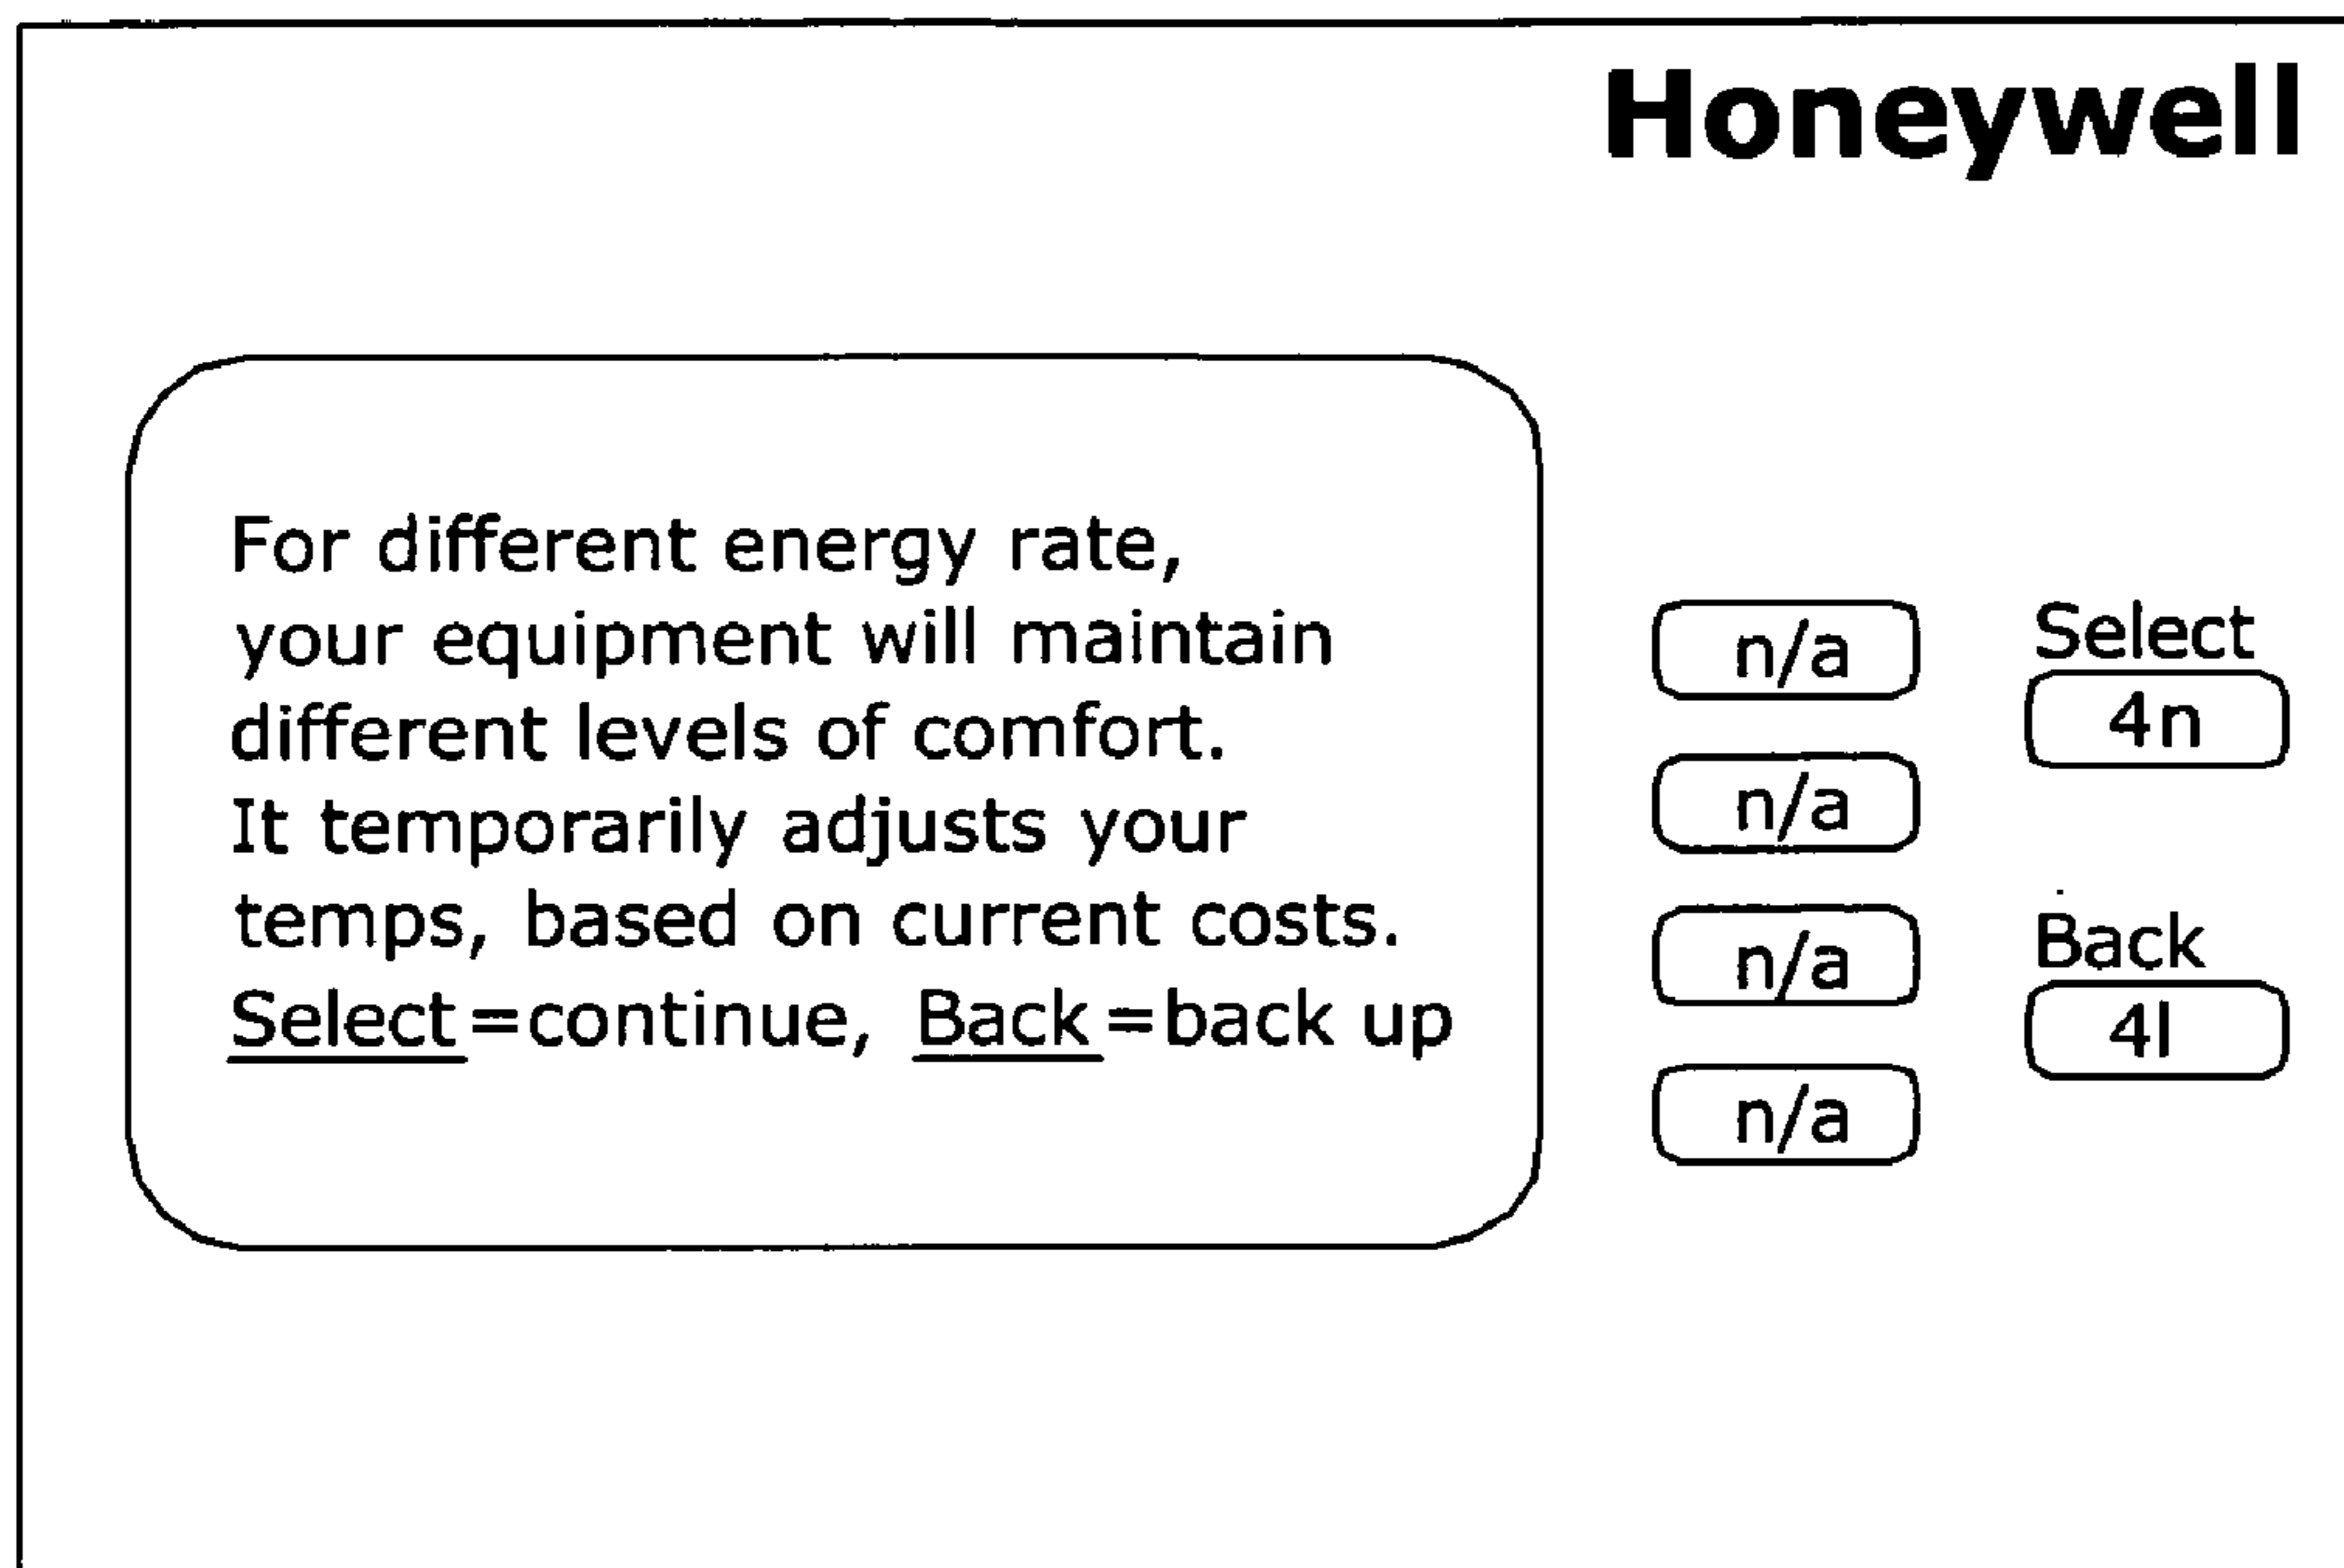 Honeywell
For different energy rate,
your equipment will maintain
different levels of comfort.
It temporarily adjusts your
temps, based on current costs.
Select=continue, Back=back up
n/a
n/a
n/a
n/a
Select
4n
Back
4l